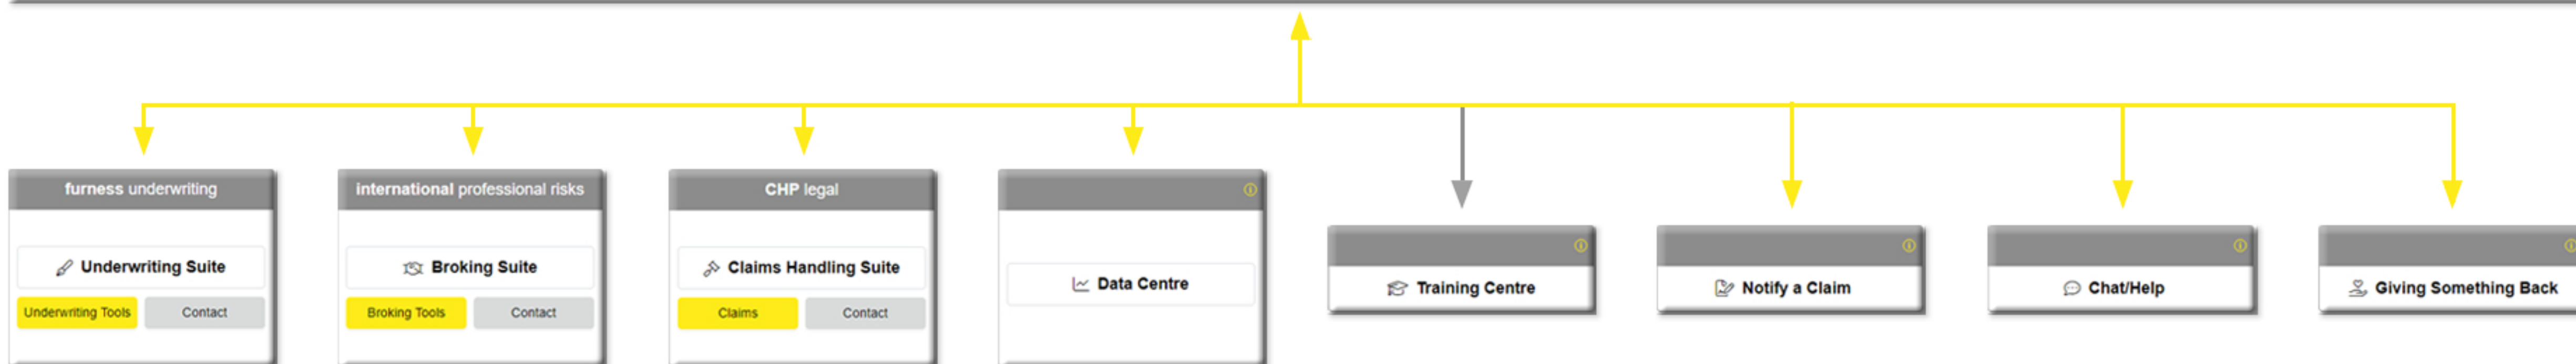 furness underwriting
Underwriting Suite
Underwriting Tools
Contact
international professional risks
Broking Suite
Broking Tools
Contact
CHP legal
Claims Handling Suite
Claims
Contact
Data Centre
Training Centre
Notify a Claim
Chat/Help
Giving Something Back